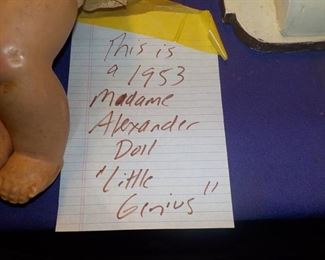 This is
a 1953
Madame
Alexander
Doll
"Little
Genius"